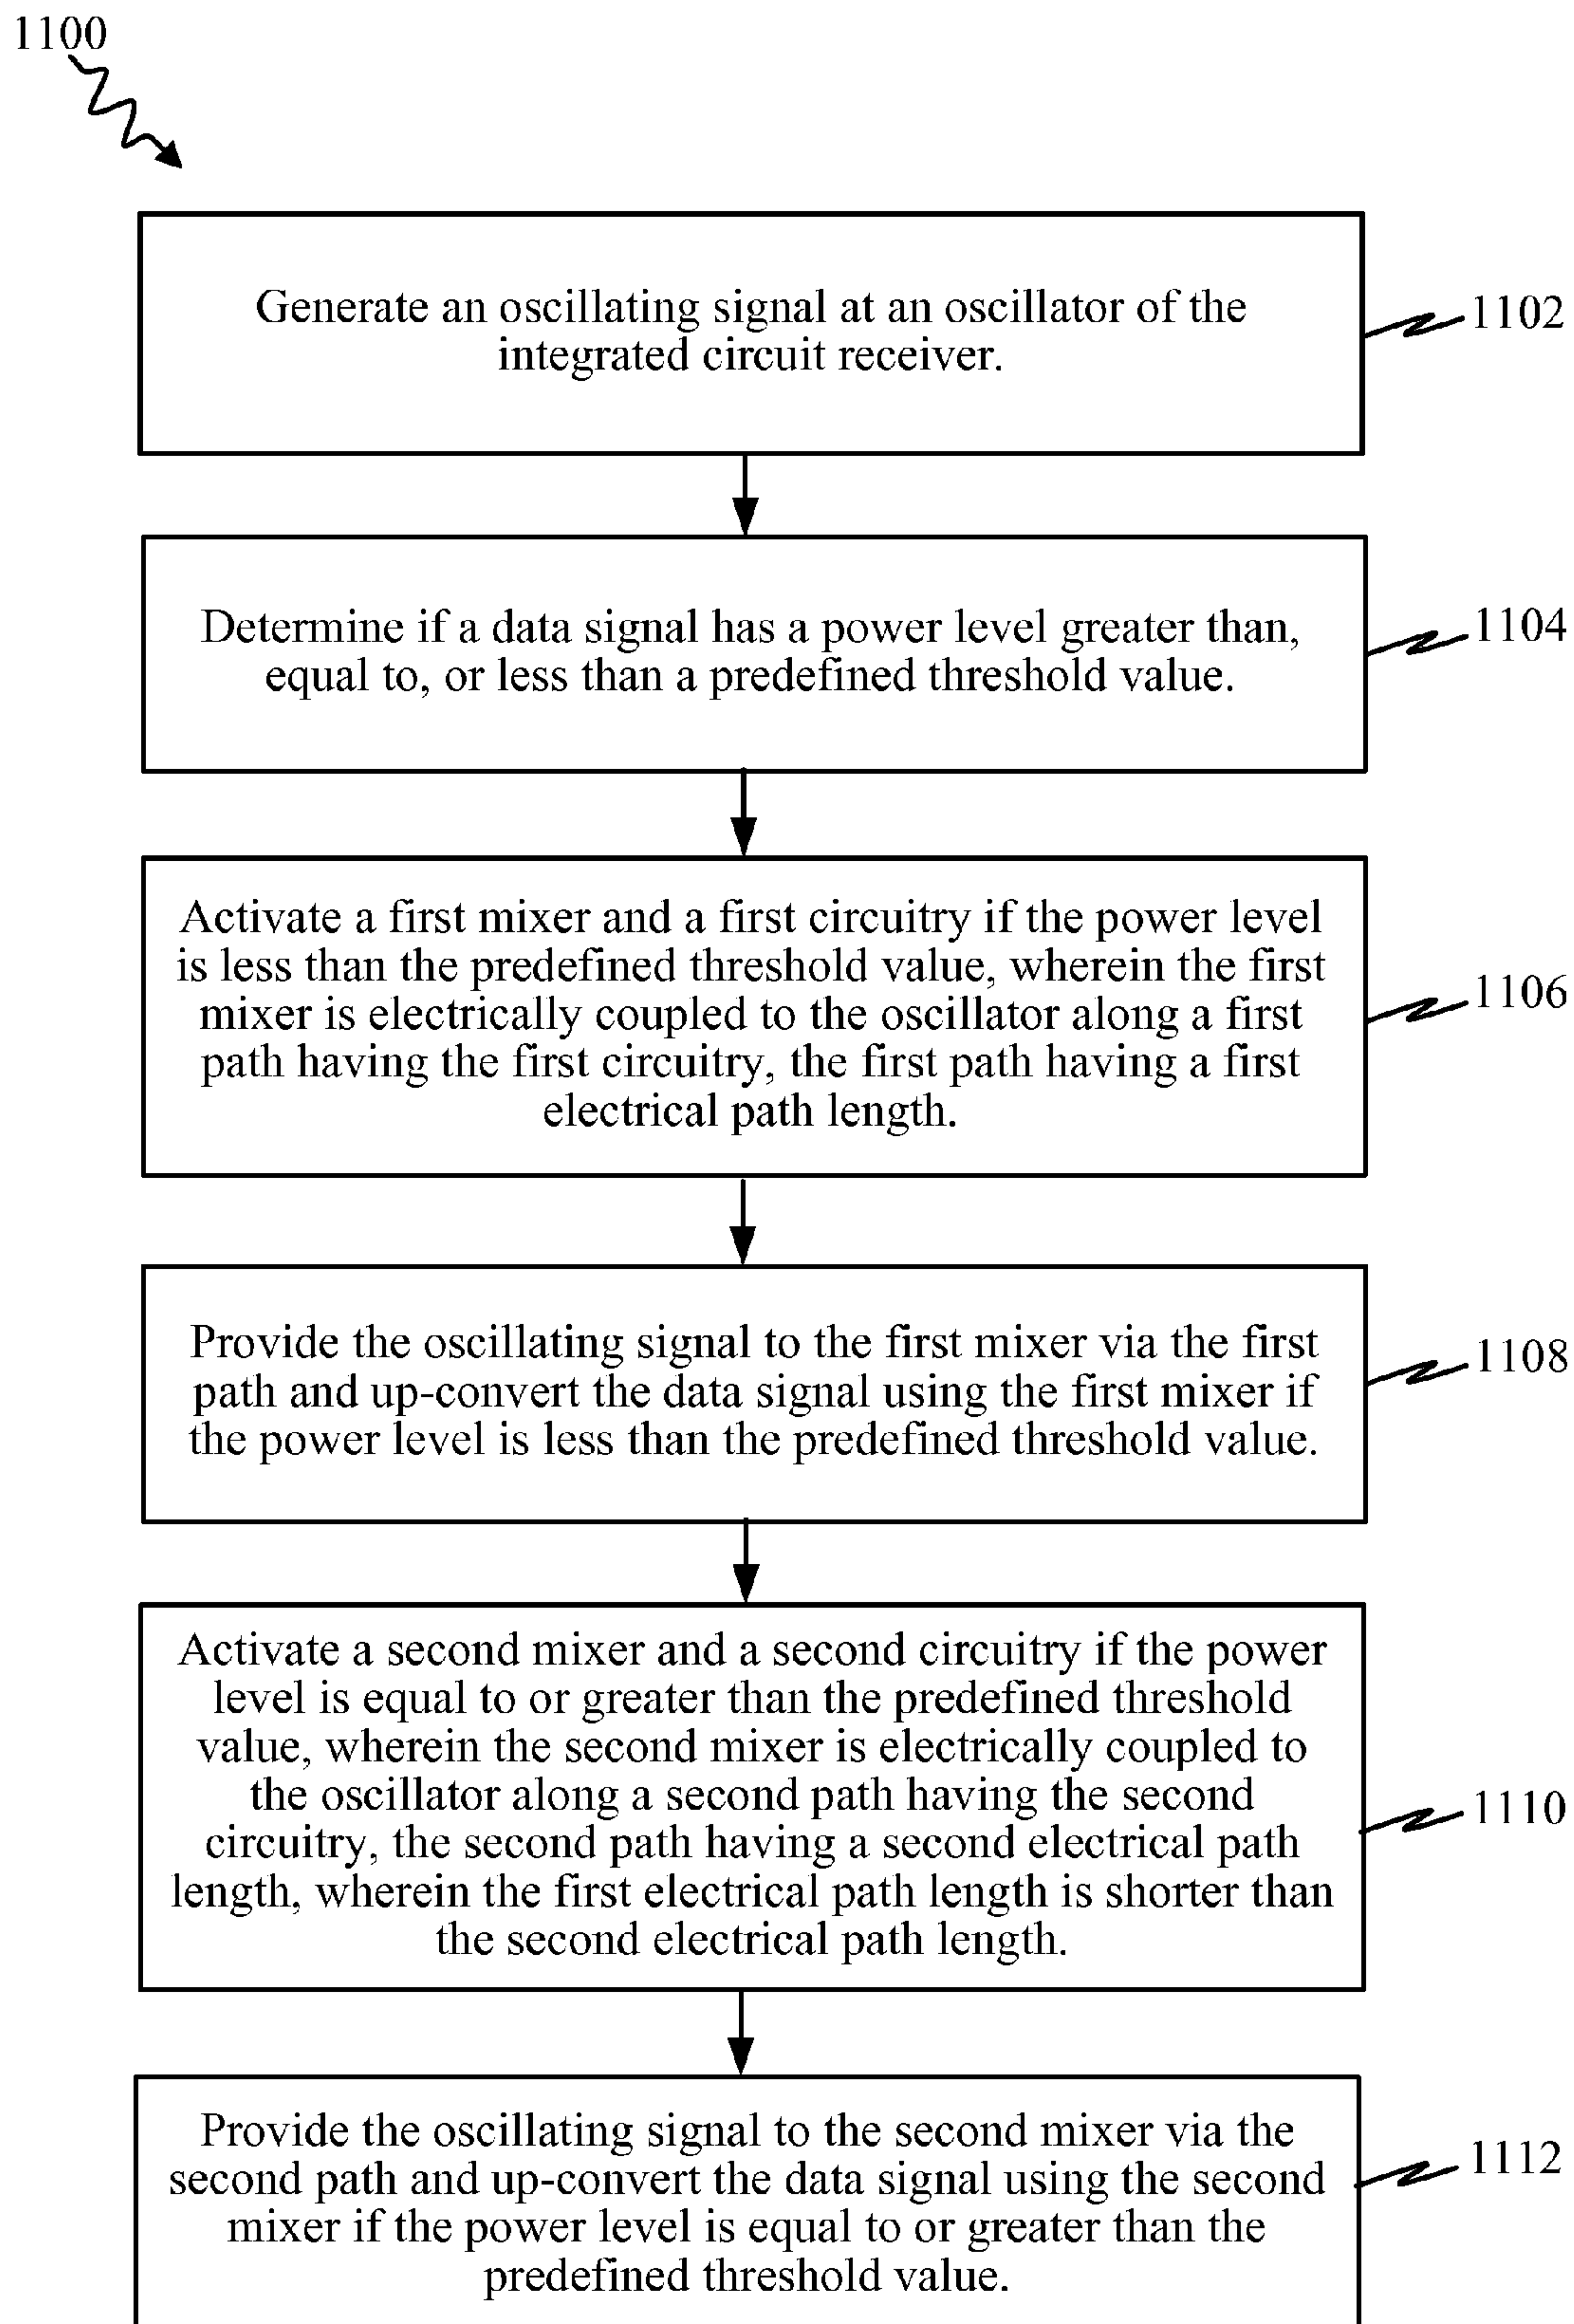 1100
Generate an oscillating signal at an oscillator of the
integrated circuit receiver.
1102
Determine if a data signal has a power level greater than,
equal to, or less than a predefined threshold value.
1104
Activate a first mixer and a first circuitry if the power level
is less than the predefined threshold value, wherein the first
mixer is electrically coupled to the oscillator along a first
path having the first circuitry, the first path having a first
electrical path length.
1106
Provide the oscillating signal to the first mixer via the first
path and up-convert the data signal using the first mixer if
the power level is less than the predefined threshold value.
1108
Activate a second mixer and a second circuitry if the power
level is equal to or greater than the predefined threshold
value, wherein the second mixer is electrically coupled to
the oscillator along a second path having the second
circuitry, the second path having a second electrical path
length, wherein the first electrical path length is shorter than
the second electrical path length.
1110
Provide the oscillating signal to the second mixer via the
second path and up-convert the data signal using the second
mixer if the power level is equal to or greater than the
predefined threshold value.
1112